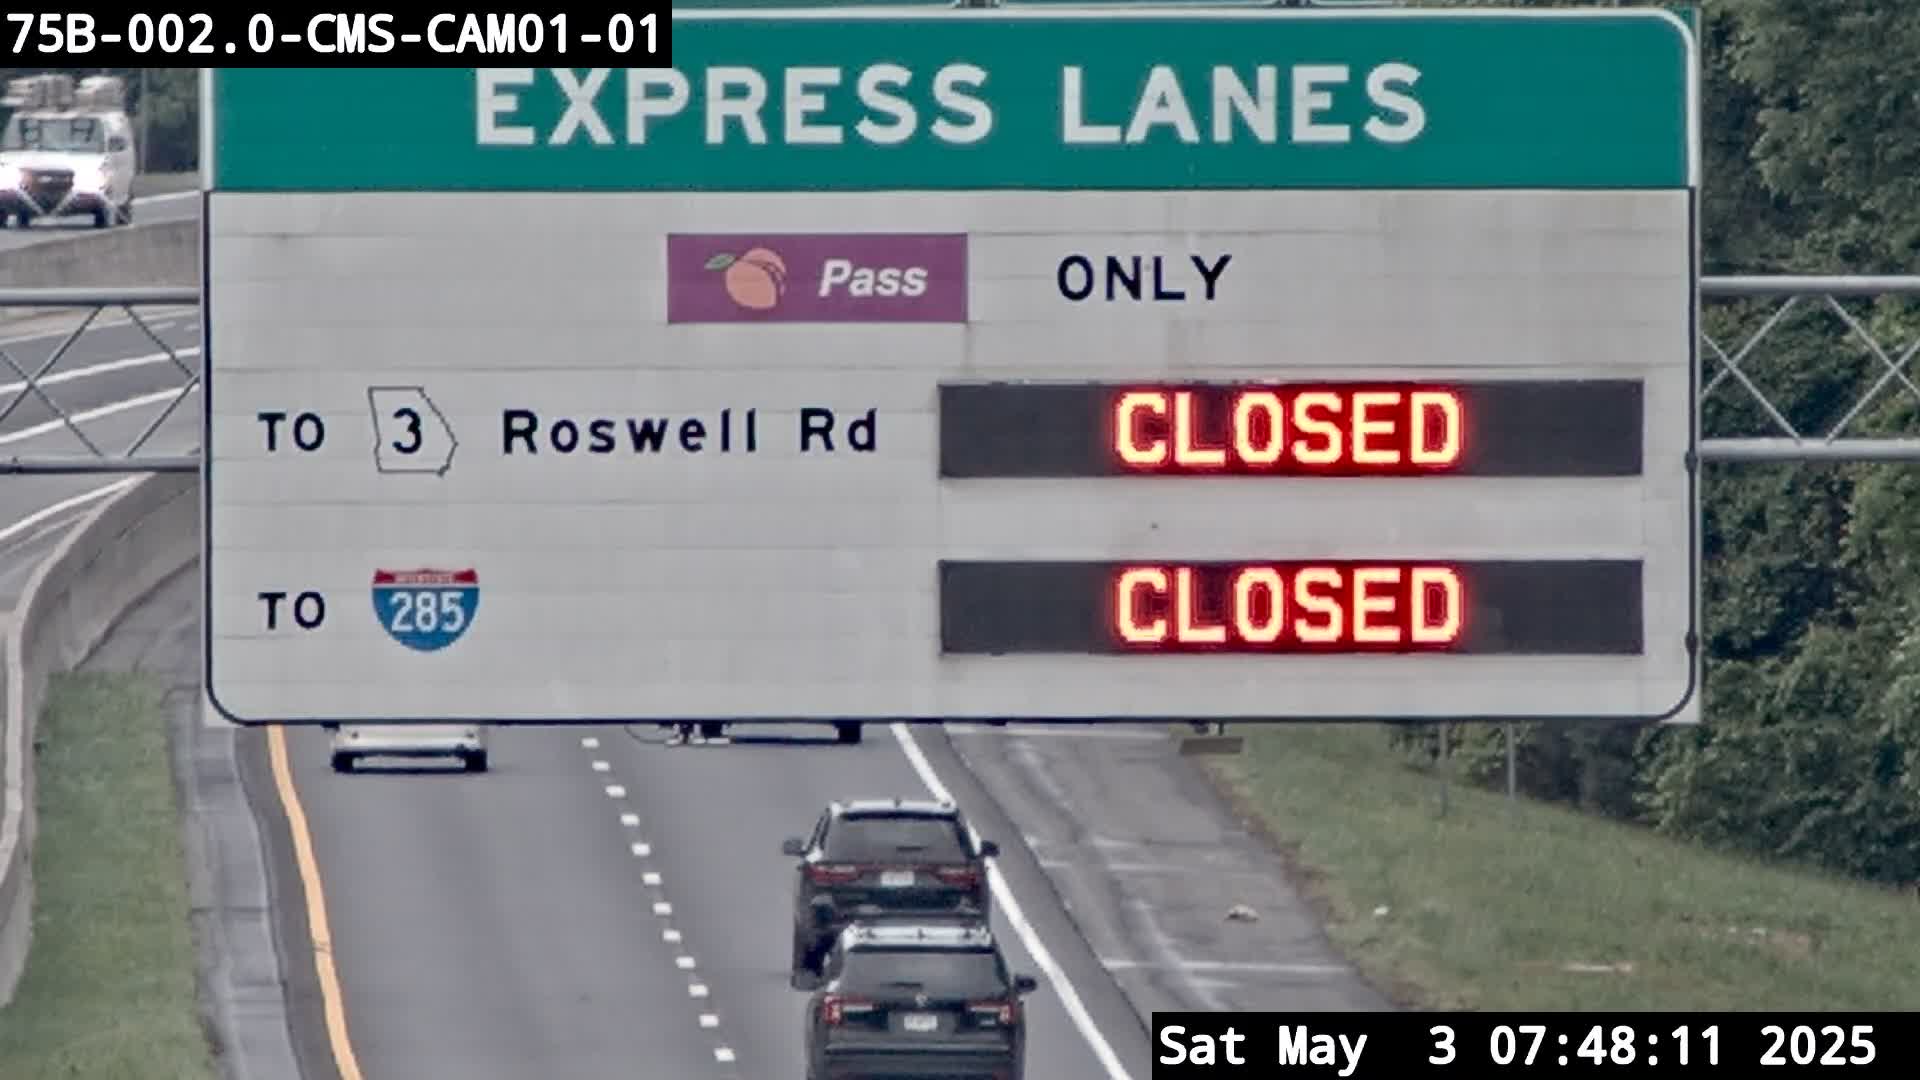 75B-002.0-CMS-CAM01-01
EXPRESS LANES
Pass ONLY
TO 3 Roswell Rd CLOSED
TO 285 CLOSED
Sat May 3 07:48:11 2025